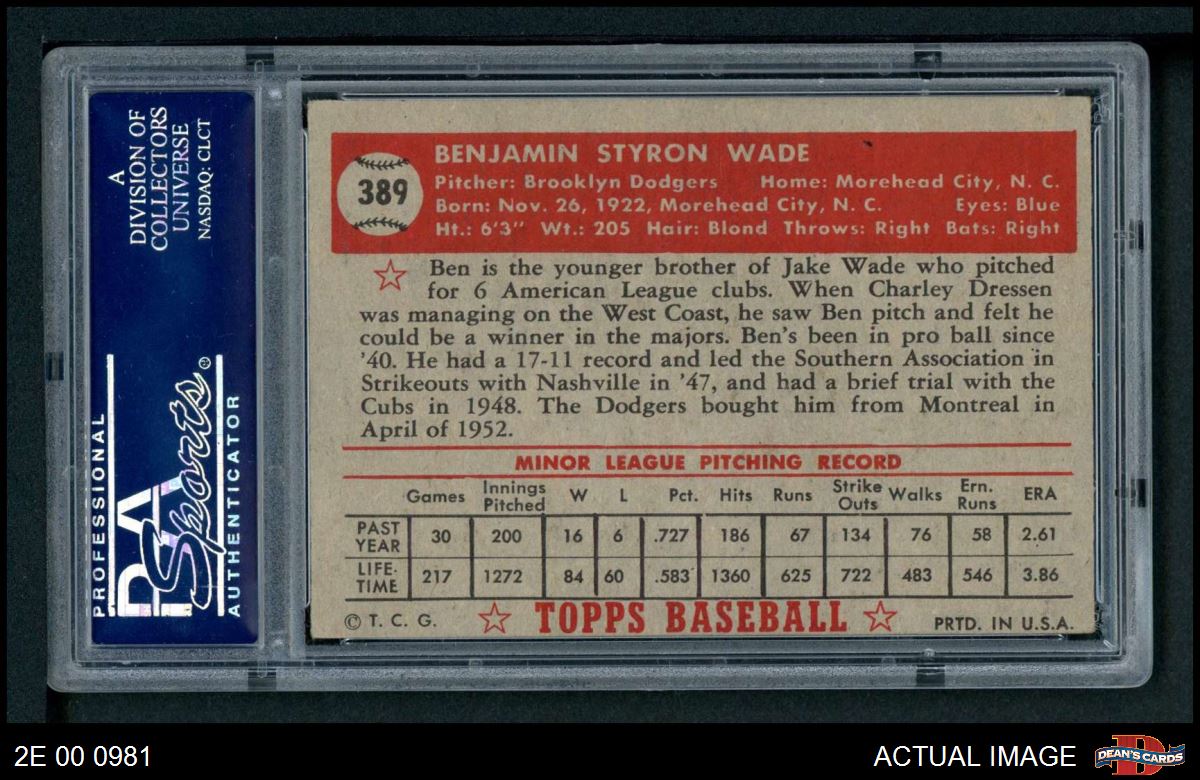 A
DIVISION OF
COLLECTORS
UNIVERSE
NASDAQ: CLCT
PROFESSIONAL
PSA
Sports
AUTHENTICATOR
389
BENJAMIN STYRON WADE
Pitcher: Brooklyn Dodgers Home: Morehead City, N. C.
Born: Nov. 26, 1922, Morehead City, N. C. Eyes: Blue
Ht.: 6'3" Wt.: 205 Hair: Blond Throws: Right Bats: Right
Ben is the younger brother of Jake Wade who pitched
for 6 American League clubs. When Charley Dressen
was managing on the West Coast, he saw Ben pitch and felt he
could be a winner in the majors. Ben's been in pro ball since
'40. He had a 17-11 record and led the Southern Association in
Strikeouts with Nashville in '47, and had a brief trial with the
Cubs in 1948. The Dodgers bought him from Montreal in
April of 1952.
MINOR LEAGUE PITCHING RECORD
Games Innings Pitched W L Pct. Hits Runs Strike Outs Walks Ern. Runs ERA
PAST YEAR 30 200 16 6 .727 186 67 134 76 58 2.61
LIFE-TIME 217 1272 84 60 .583 1360 625 722 483 546 3.86
© T. C. G. TOPPS BASEBALL PRTD. IN U.S.A.
2E 00 0981 ACTUAL IMAGE DEAN'S CARDS